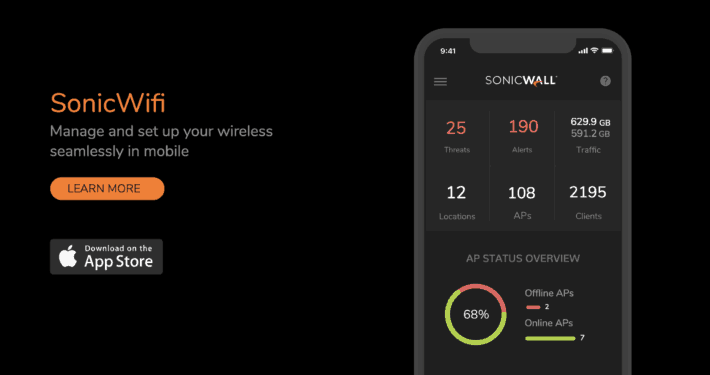 SonicWifi
Manage and set up your wireless
seamlessly in mobile
LEARN MORE
Download on the
App Store
9:41
SONICWALL
?
25
Threats
190
Alerts
629.9 GB
591.2 GB
Traffic
12
Locations
108
APs
2195
Clients
AP STATUS OVERVIEW
68%
Offline APs
2
Online APs
7